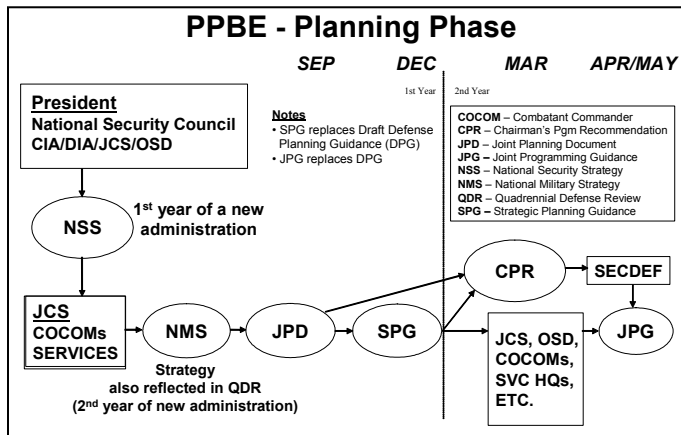 PPBE - Planning Phase
SEP
DEC
MAR
APR/MAY
1st Year
2nd Year
President
National Security Council
CIA/DIA/JCS/OSD
Notes
• SPG replaces Draft Defense
Planning Guidance (DPG)
• JPG replaces DPG
COCOM – Combatant Commander
CPR – Chairman's Pgm Recommendation
JPD – Joint Planning Document
JPG – Joint Programming Guidance
NSS – National Security Strategy
NMS – National Military Strategy
QDR – Quadrennial Defense Review
SPG – Strategic Planning Guidance
NSS
1st year of a new
administration
CPR
SECDEF
JCS
COCOMs
SERVICES
NMS
JPD
SPG
JCS, OSD,
COCOMs,
SVC HQs,
ETC.
JPG
Strategy
also reflected in QDR
(2nd year of new administration)